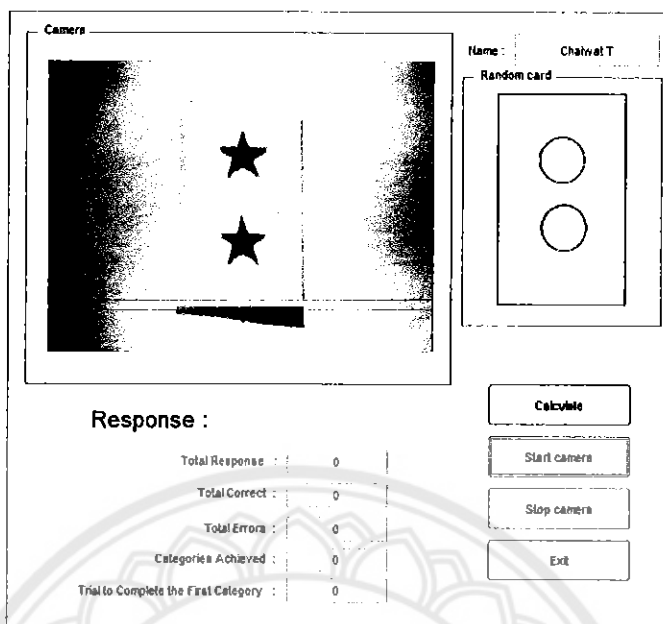 Camera
Name : Chaiwat T
Random card
Response :
Total Response : 0
Total Correct : 0
Total Errors : 0
Categories Achieved : 0
Trial to Complete the First Category : 0
Calculate
Start camera
Stop camera
Exit